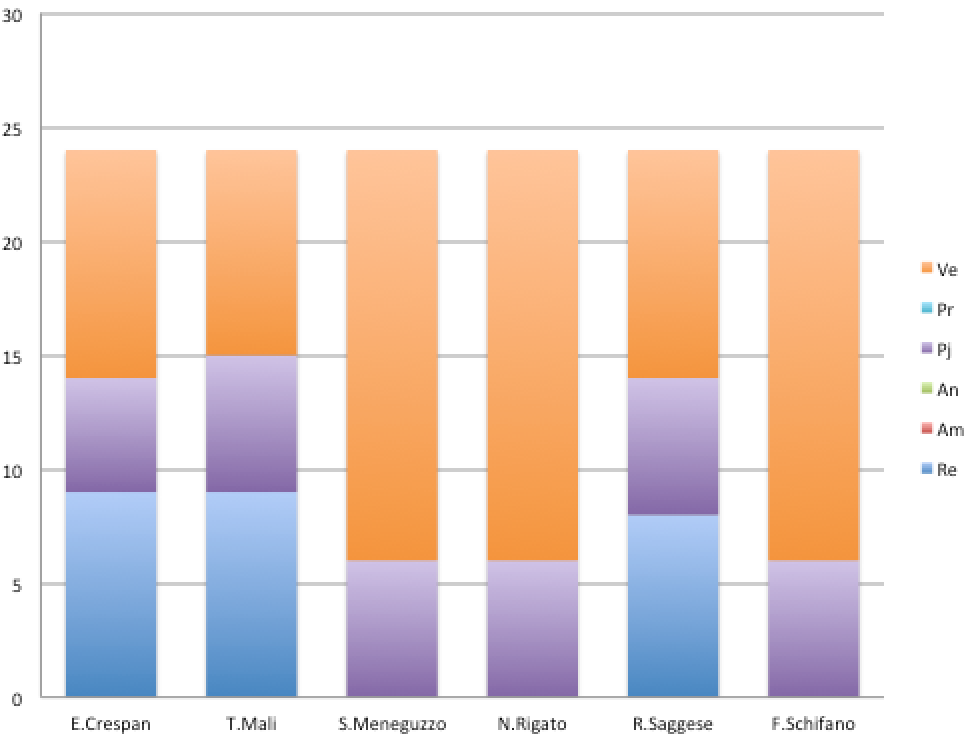 30
25
20
15
10
5
0
E.Crespan T.Mali S.Meneguzzo N.Rigato R.Saggese F.Schifano
Ve
Pr
Pj
An
Am
Re